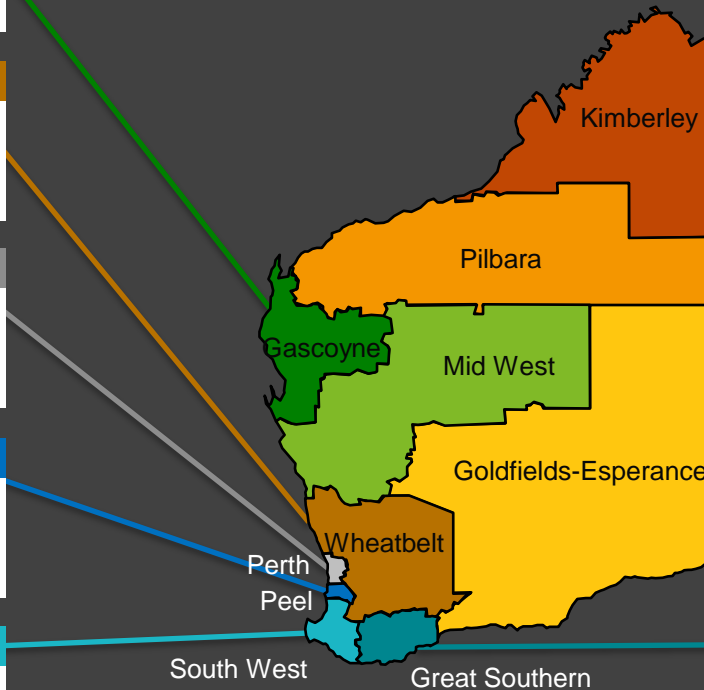 Kimberley
Pilbara
Gascoyne
Mid West
Goldfields-Esperance
Wheatbelt
Perth
Peel
South West
Great Southern